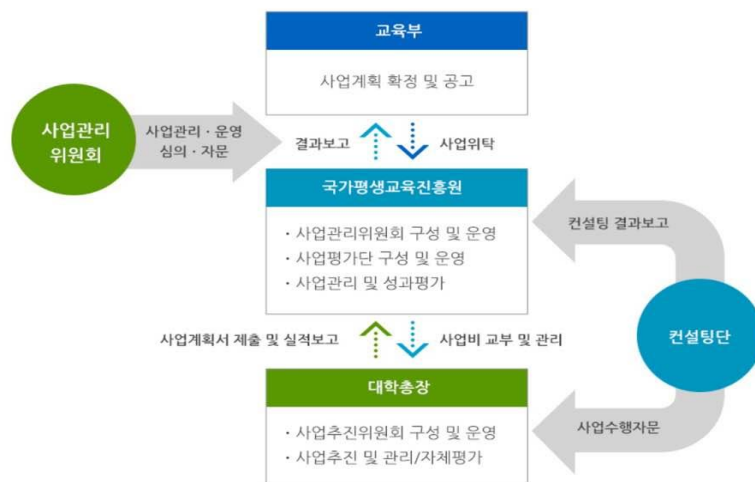 교육부
사업계획 확정 및 공고
사업관리
위원회
사업관리 · 운영
심의 · 자문
결과보고
사업위탁
국가평생교육진흥원
· 사업관리위원회 구성 및 운영
· 사업평가단 구성 및 운영
· 사업관리 및 성과평가
컨설팅 결과보고
컨설팅단
사업계획서 제출 및 실적보고
사업비 교부 및 관리
대학총장
· 사업추진위원회 구성 및 운영
· 사업추진 및 관리/자체평가
사업수행자문